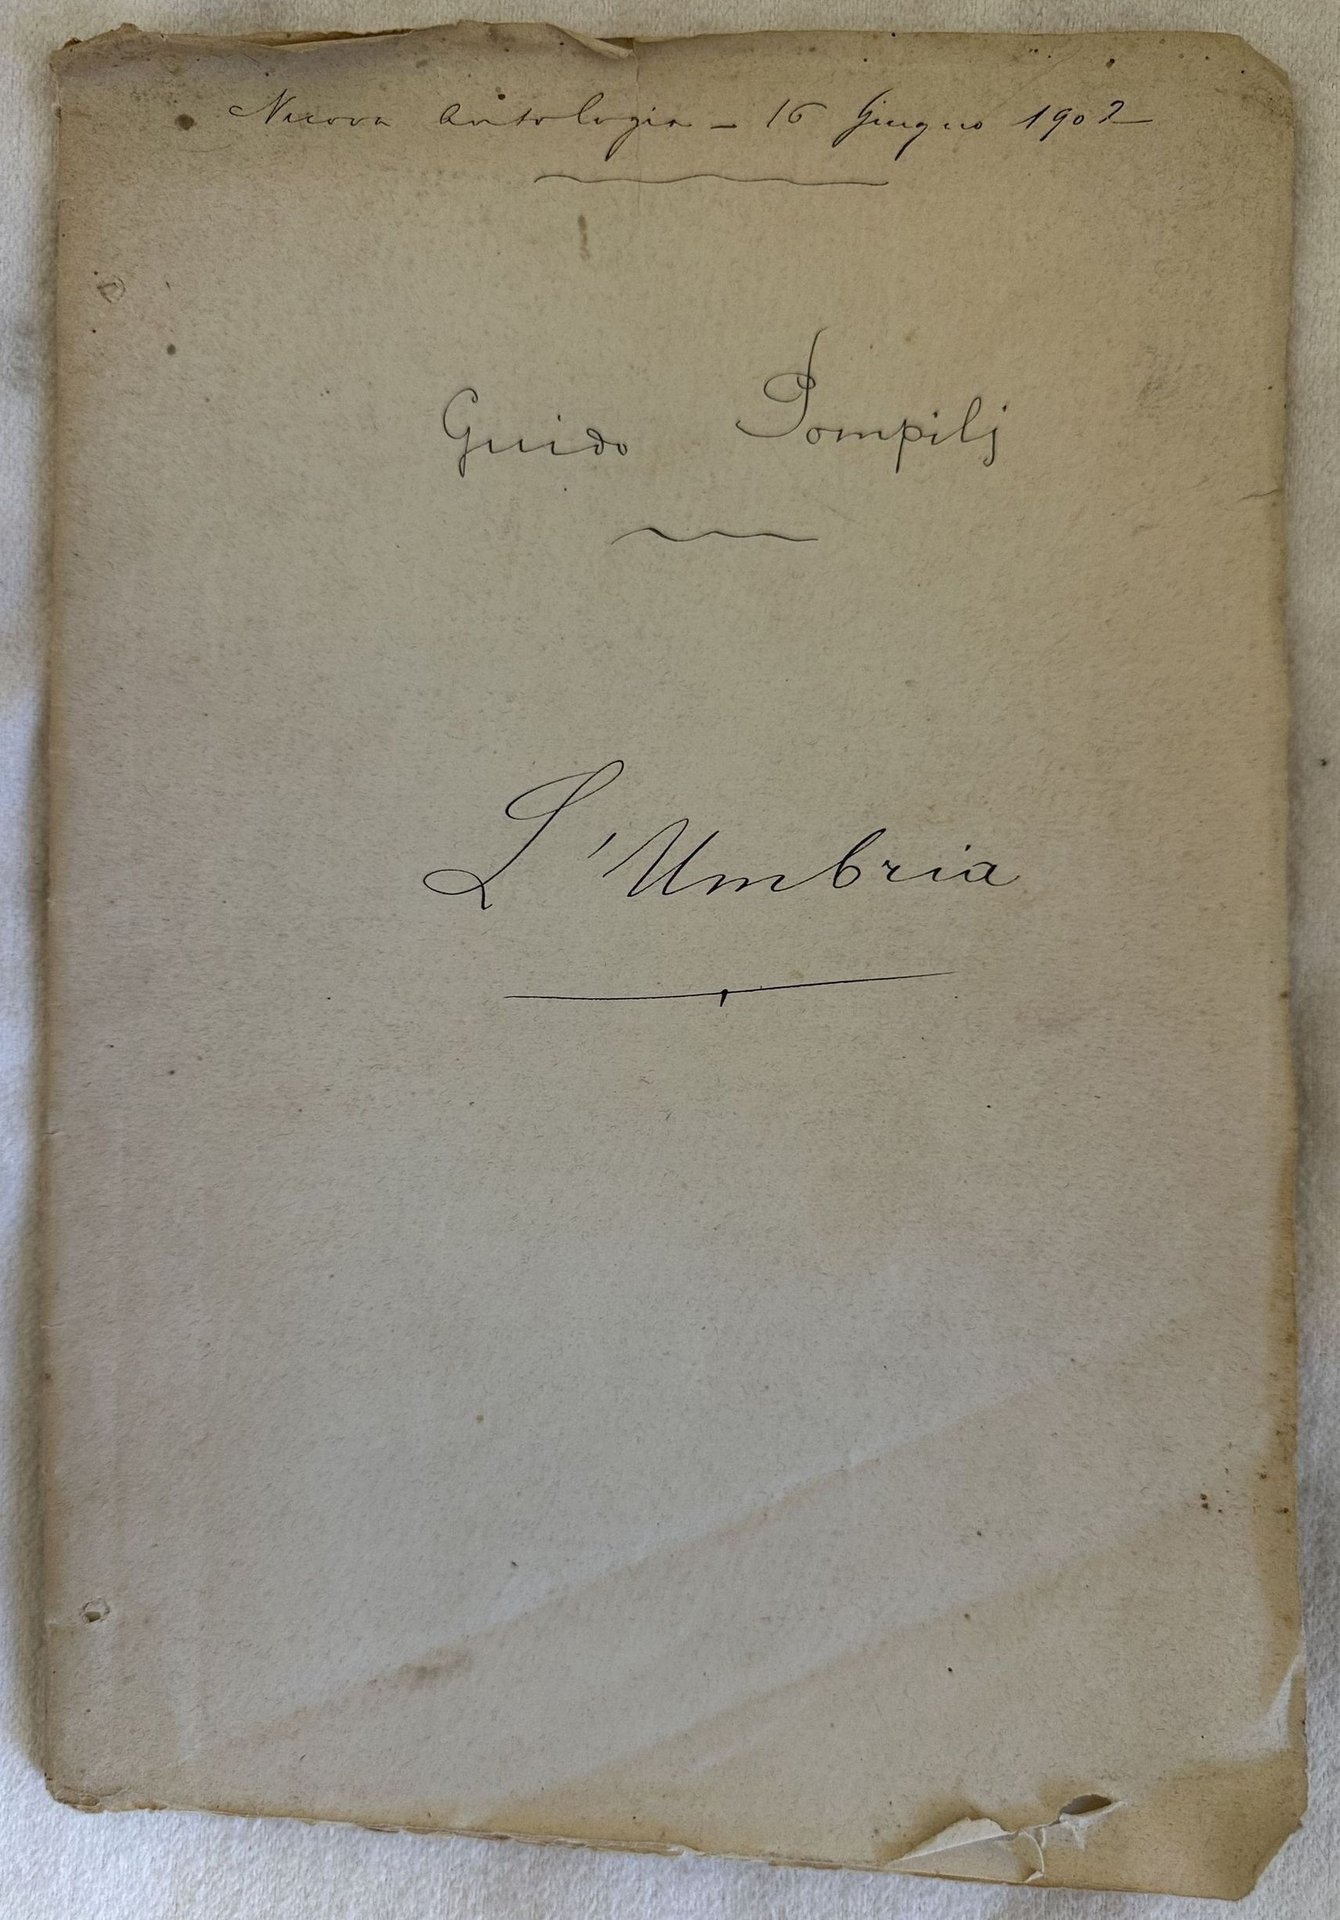 Nuova Antologia - 16 Giugno 1902
Guido Pompilj
L'Umbria